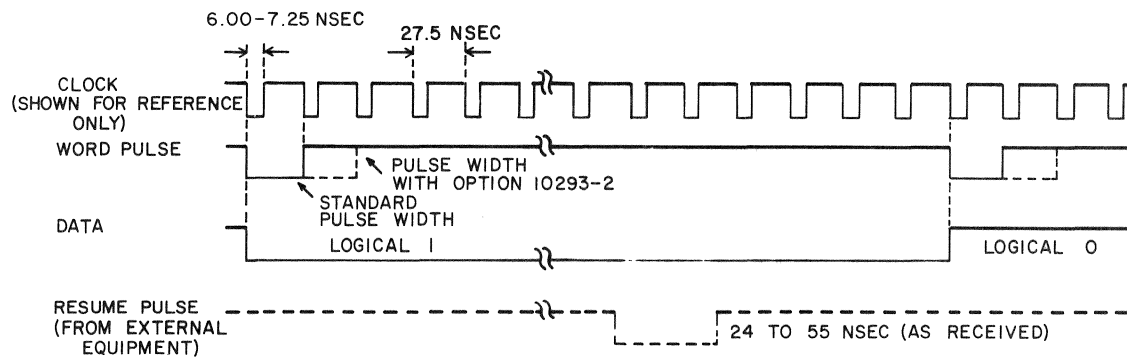 6.00-7.25 NSEC
27.5 NSEC
CLOCK
(SHOWN FOR REFERENCE
ONLY)
WORD PULSE
PULSE WIDTH
WITH OPTION 10293-2
STANDARD
PULSE WIDTH
DATA
LOGICAL 1
LOGICAL 0
RESUME PULSE
(FROM EXTERNAL
EQUIPMENT)
24 TO 55 NSEC (AS RECEIVED)